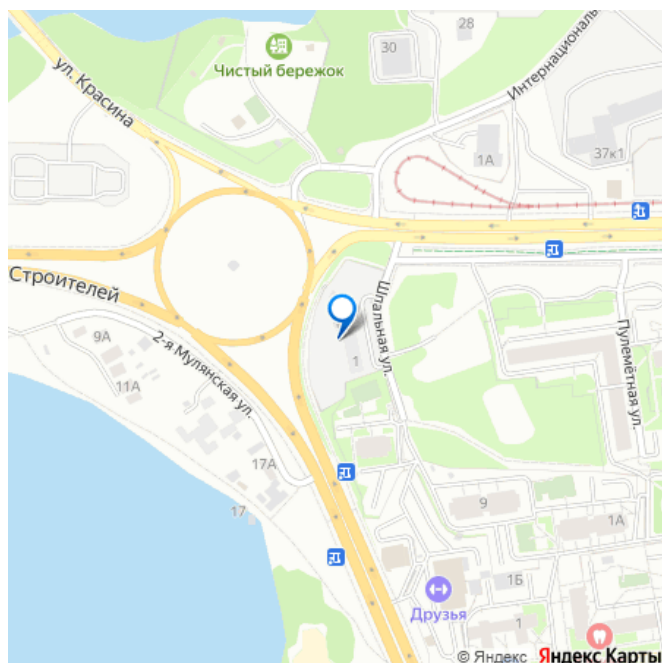 28
30
Чистый бережок
ул. Красина
Интернациональ
1А
37к1
Строителей
Шпальная ул.
9А
2-я Мулянская ул.
11А
1
Пулемётная ул.
17А
17
9
1А
1Б
Друзья
1
© Яндекс Яндекс Карты